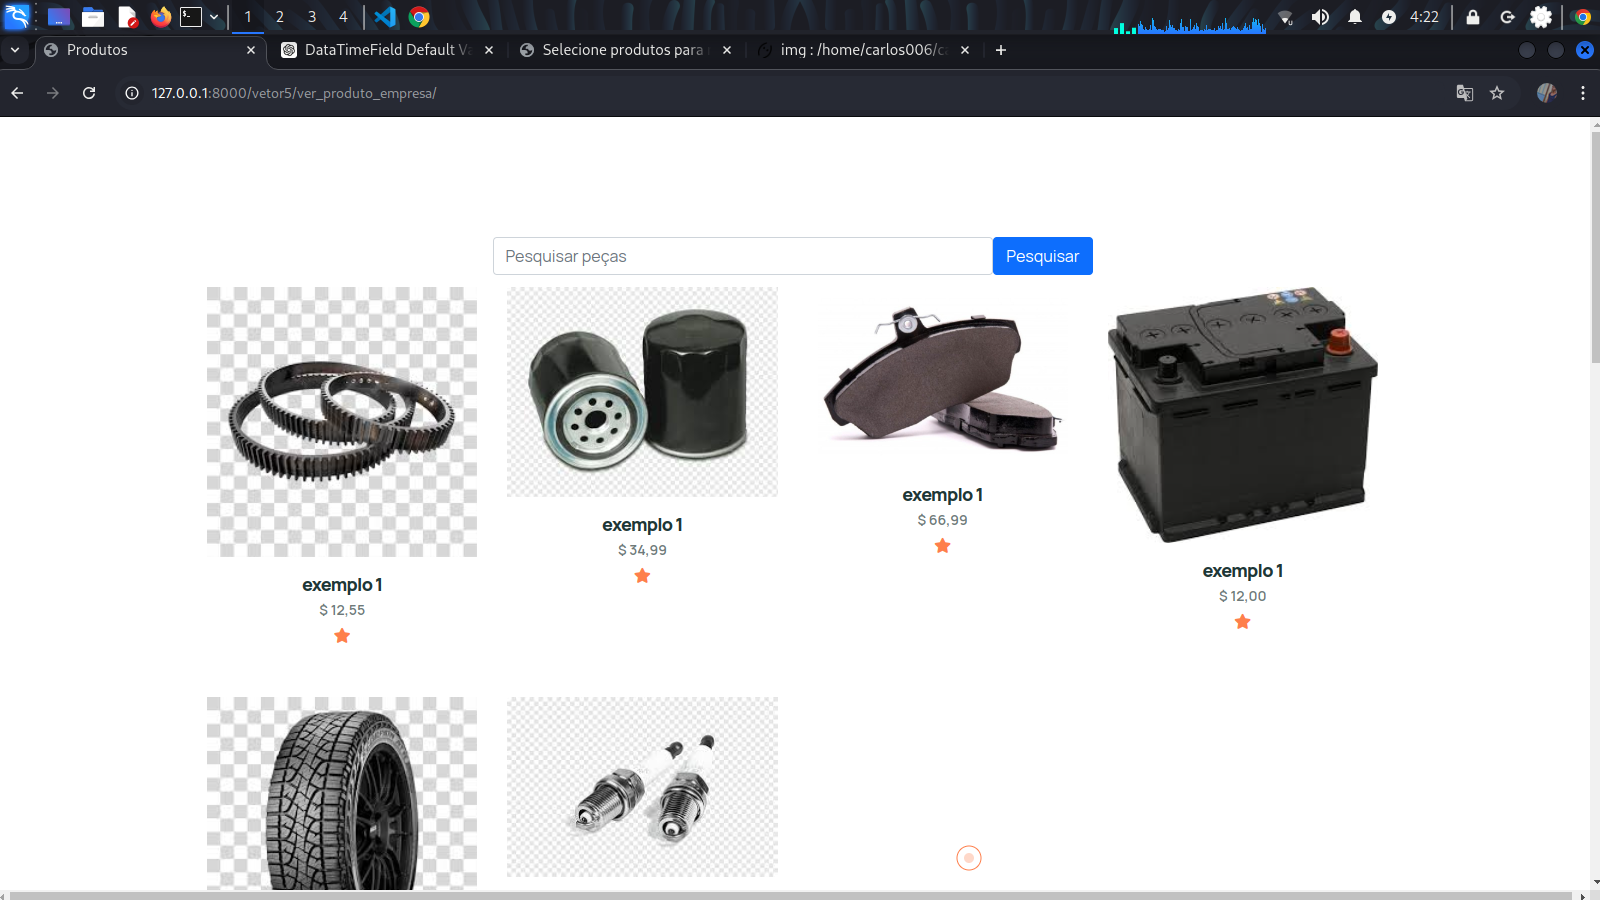 1 2 3 4 4:22
Produtos DataTimeField Default Va Selecione produtos para img : /home/carlos006/c
127.0.0.1:8000/vetor5/ver_produto_empresa/
Pesquisar peças Pesquisar
exemplo 1
$ 12,55
exemplo 1
$ 34,99
exemplo 1
$ 66,99
exemplo 1
$ 12,00